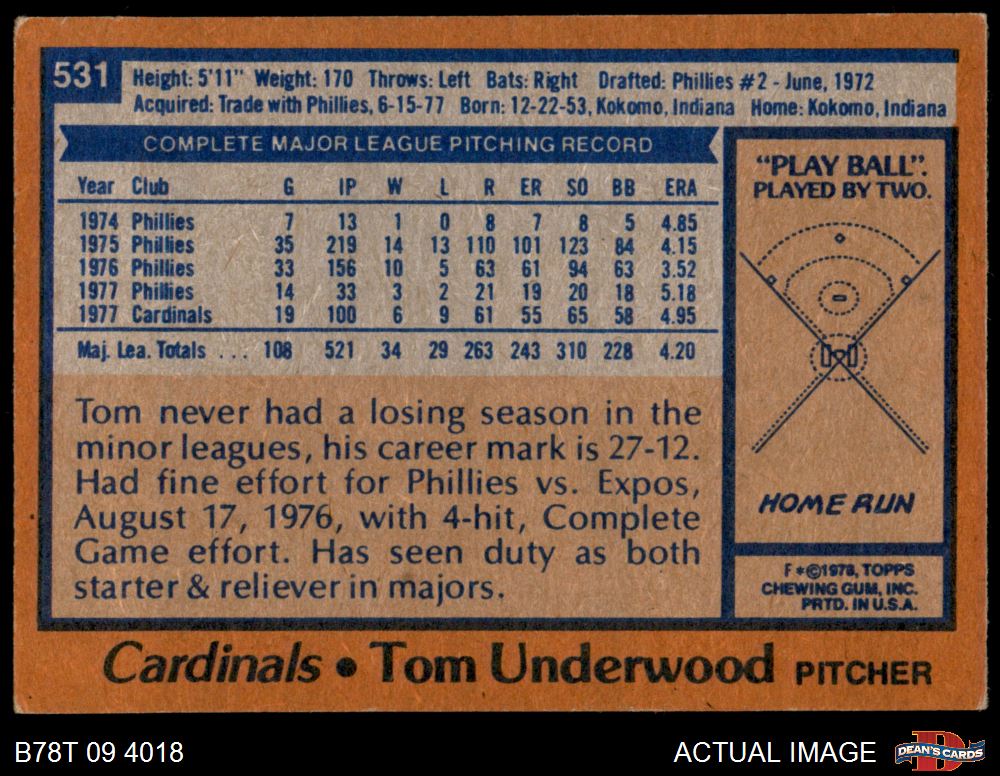 531
Height: 5'11" Weight: 170 Throws: Left Bats: Right Drafted: Phillies #2 - June, 1972
Acquired: Trade with Phillies, 6-15-77 Born: 12-22-53, Kokomo, Indiana Home: Kokomo, Indiana
COMPLETE MAJOR LEAGUE PITCHING RECORD
Year Club G IP W L R ER SO BB ERA
1974 Phillies 7 13 1 0 8 7 8 5 4.85
1975 Phillies 35 219 14 13 110 101 123 84 4.15
1976 Phillies 33 156 10 5 63 61 94 63 3.52
1977 Phillies 14 33 3 2 21 19 20 18 5.18
1977 Cardinals 19 100 6 9 61 55 65 58 4.95
Maj. Lea. Totals ... 108 521 34 29 263 243 310 228 4.20
Tom never had a losing season in the
minor leagues, his career mark is 27-12.
Had fine effort for Phillies vs. Expos,
August 17, 1976, with 4-hit, Complete
Game effort. Has seen duty as both
starter & reliever in majors.
"PLAY BALL".
PLAYED BY TWO.
HOME RUN
F *©1978, TOPPS
CHEWING GUM, INC.
PRTD. IN U.S.A.
Cardinals • Tom Underwood PITCHER
B78T 09 4018
ACTUAL IMAGE
DEAN'S CARDS